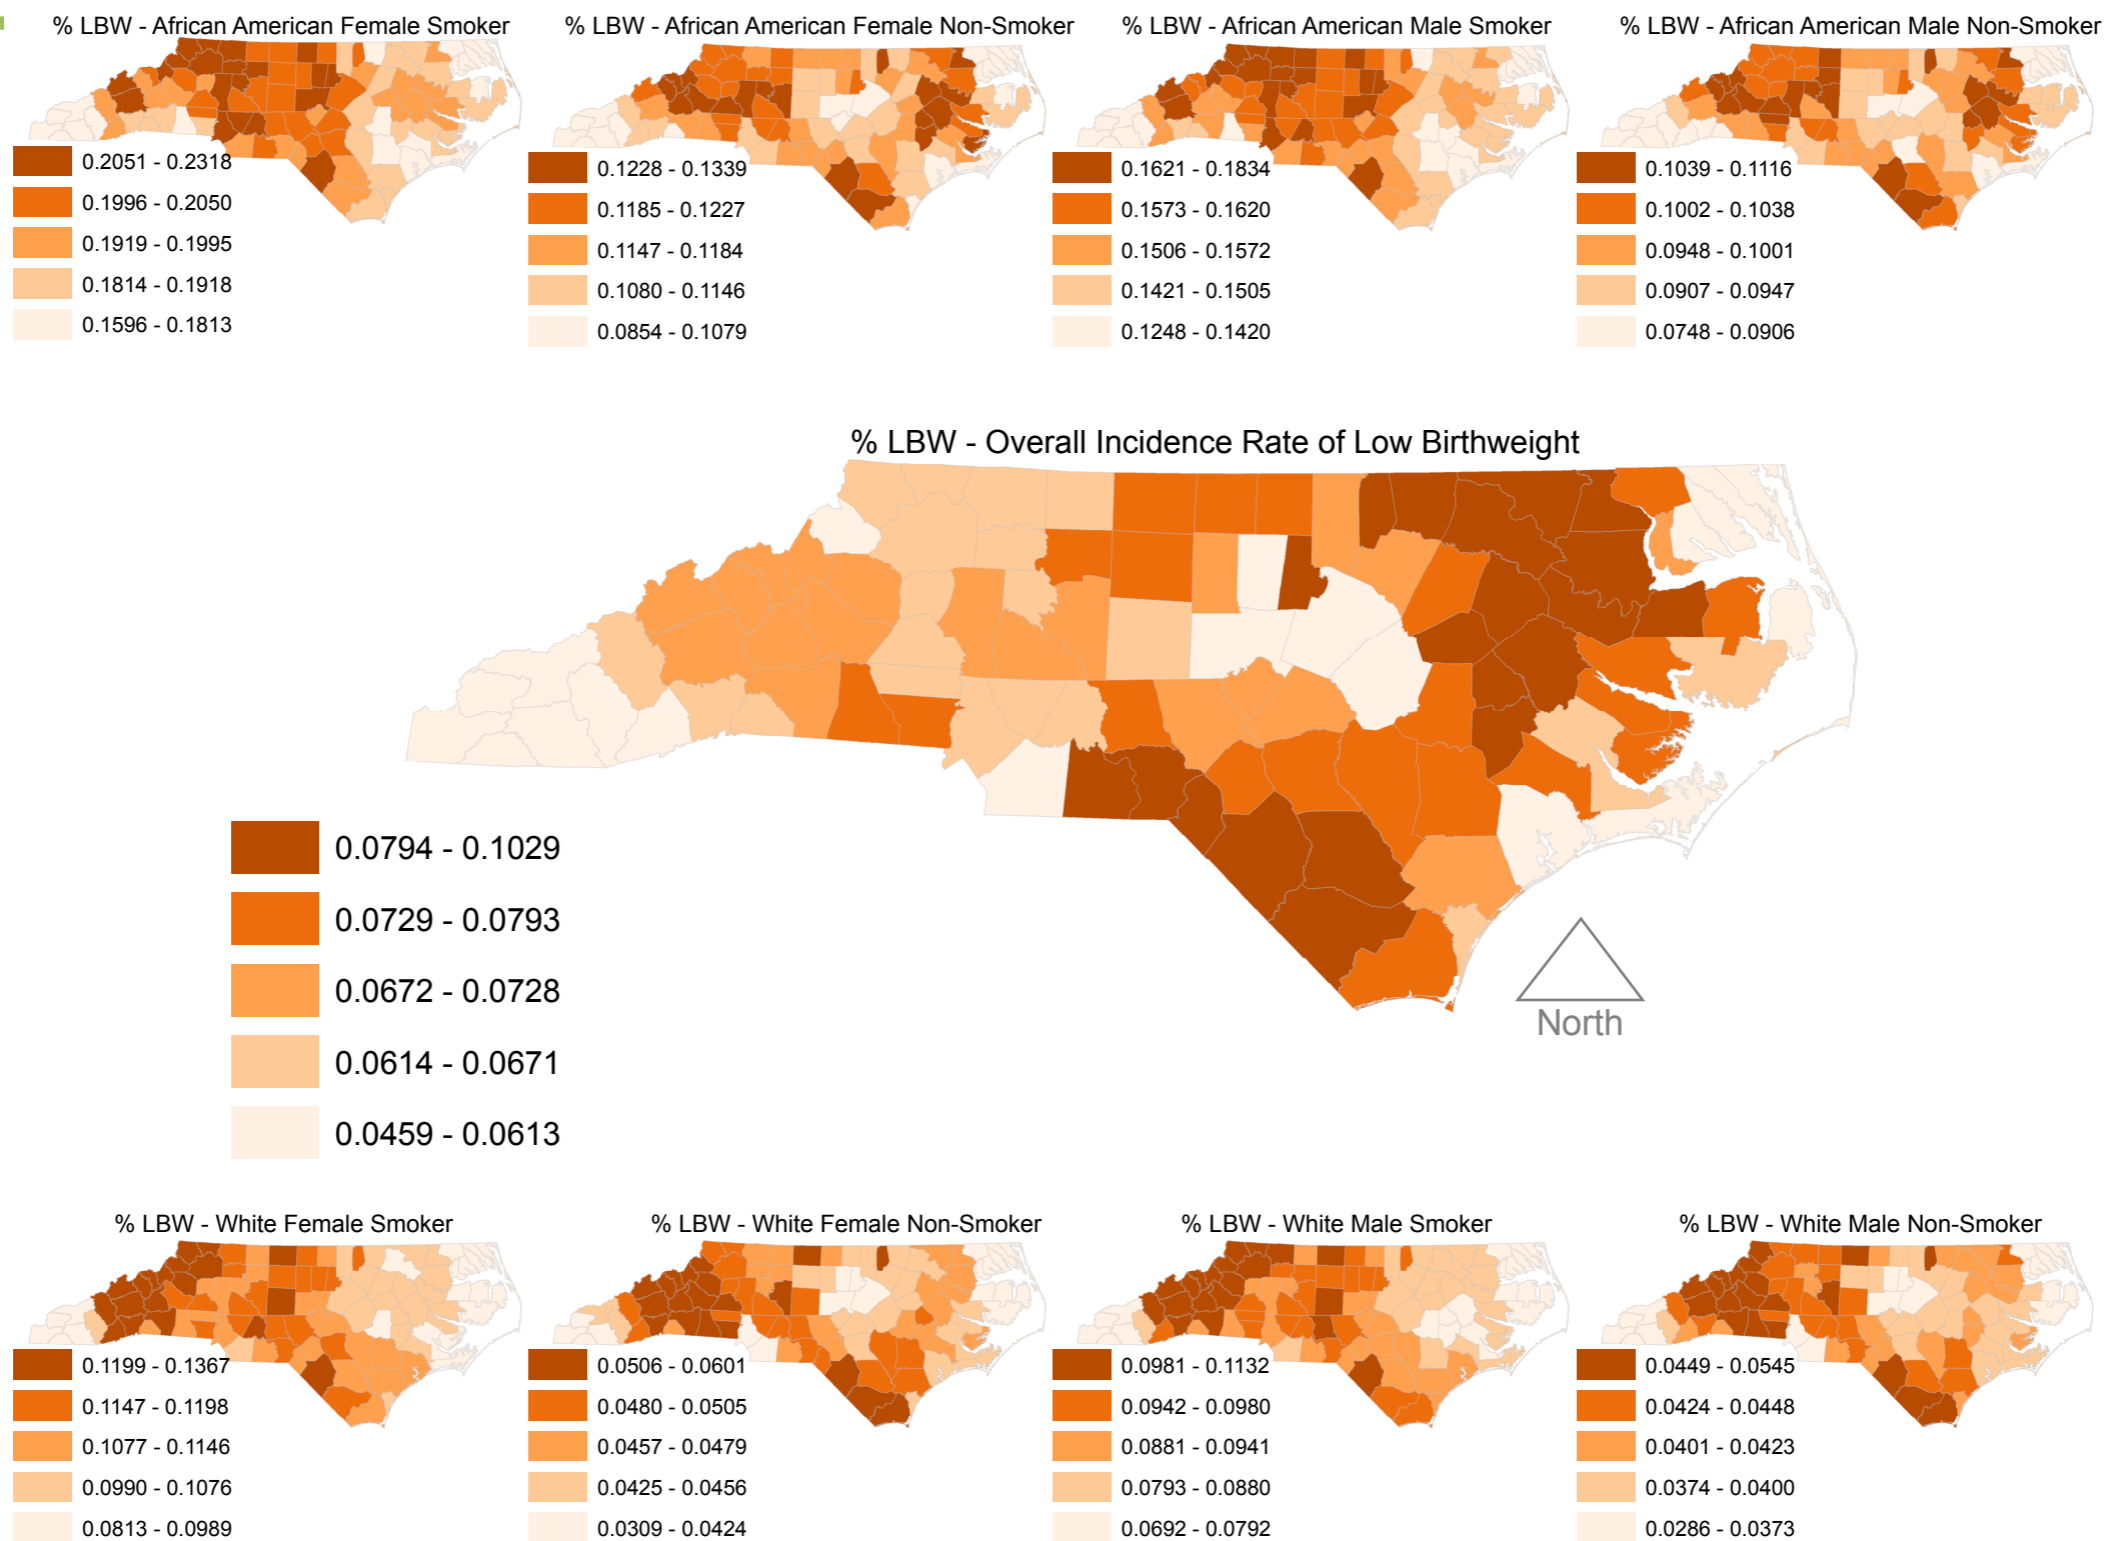 % LBW - African American Female Smoker
0.2051 - 0.2318
0.1996 - 0.2050
0.1919 - 0.1995
0.1814 - 0.1918
0.1596 - 0.1813
% LBW - African American Female Non-Smoker
0.1228 - 0.1339
0.1185 - 0.1227
0.1147 - 0.1184
0.1080 - 0.1146
0.0854 - 0.1079
% LBW - African American Male Smoker
0.1621 - 0.1834
0.1573 - 0.1620
0.1506 - 0.1572
0.1421 - 0.1505
0.1248 - 0.1420
% LBW - African American Male Non-Smoker
0.1039 - 0.1116
0.1002 - 0.1038
0.0948 - 0.1001
0.0907 - 0.0947
0.0748 - 0.0906
% LBW - Overall Incidence Rate of Low Birthweight
0.0794 - 0.1029
0.0729 - 0.0793
0.0672 - 0.0728
0.0614 - 0.0671
0.0459 - 0.0613
North
% LBW - White Female Smoker
0.1199 - 0.1367
0.1147 - 0.1198
0.1077 - 0.1146
0.0990 - 0.1076
0.0813 - 0.0989
% LBW - White Female Non-Smoker
0.0506 - 0.0601
0.0480 - 0.0505
0.0457 - 0.0479
0.0425 - 0.0456
0.0309 - 0.0424
% LBW - White Male Smoker
0.0981 - 0.1132
0.0942 - 0.0980
0.0881 - 0.0941
0.0793 - 0.0880
0.0692 - 0.0792
% LBW - White Male Non-Smoker
0.0449 - 0.0545
0.0424 - 0.0448
0.0401 - 0.0423
0.0374 - 0.0400
0.0286 - 0.0373